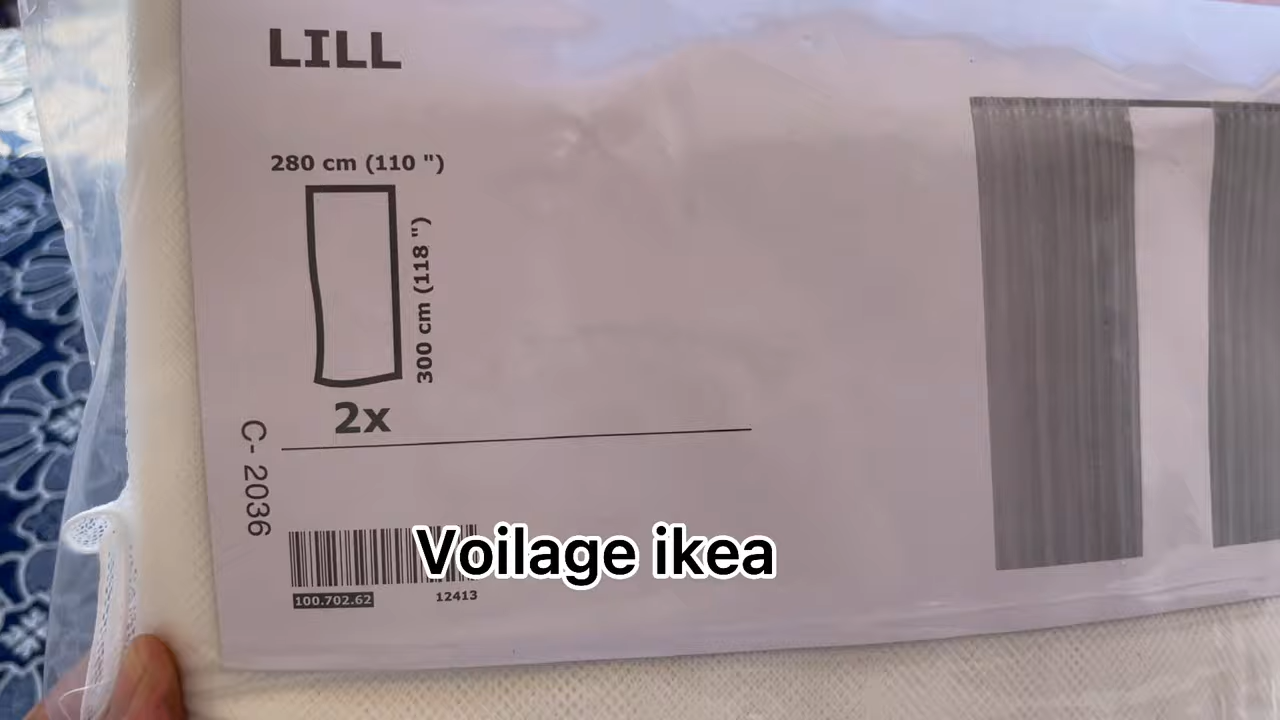 LILL
280 cm (110 ")
300 cm (118 ")
2x
C- 2036
Voilage ikea
100.702.62
12413